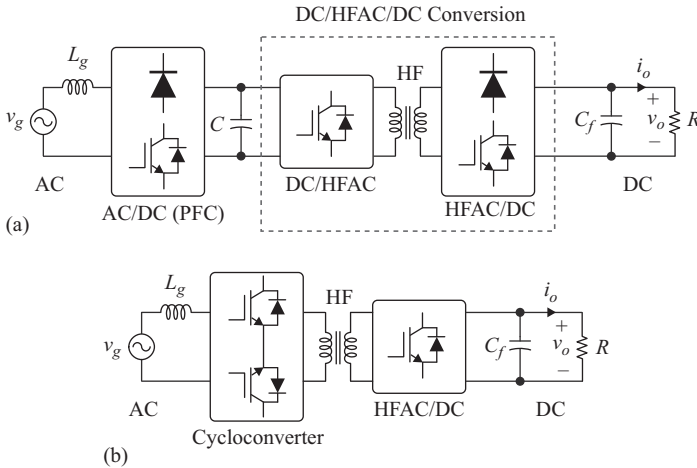 DC/HFAC/DC Conversion
L_g
HF
i_o
v_g
C
C_f
+
v_o
−
R
AC
DC/HFAC
DC
AC/DC (PFC)
HFAC/DC
(a)
L_g
HF
i_o
v_g
C_f
+
v_o
−
R
AC
HFAC/DC
DC
Cycloconverter
(b)